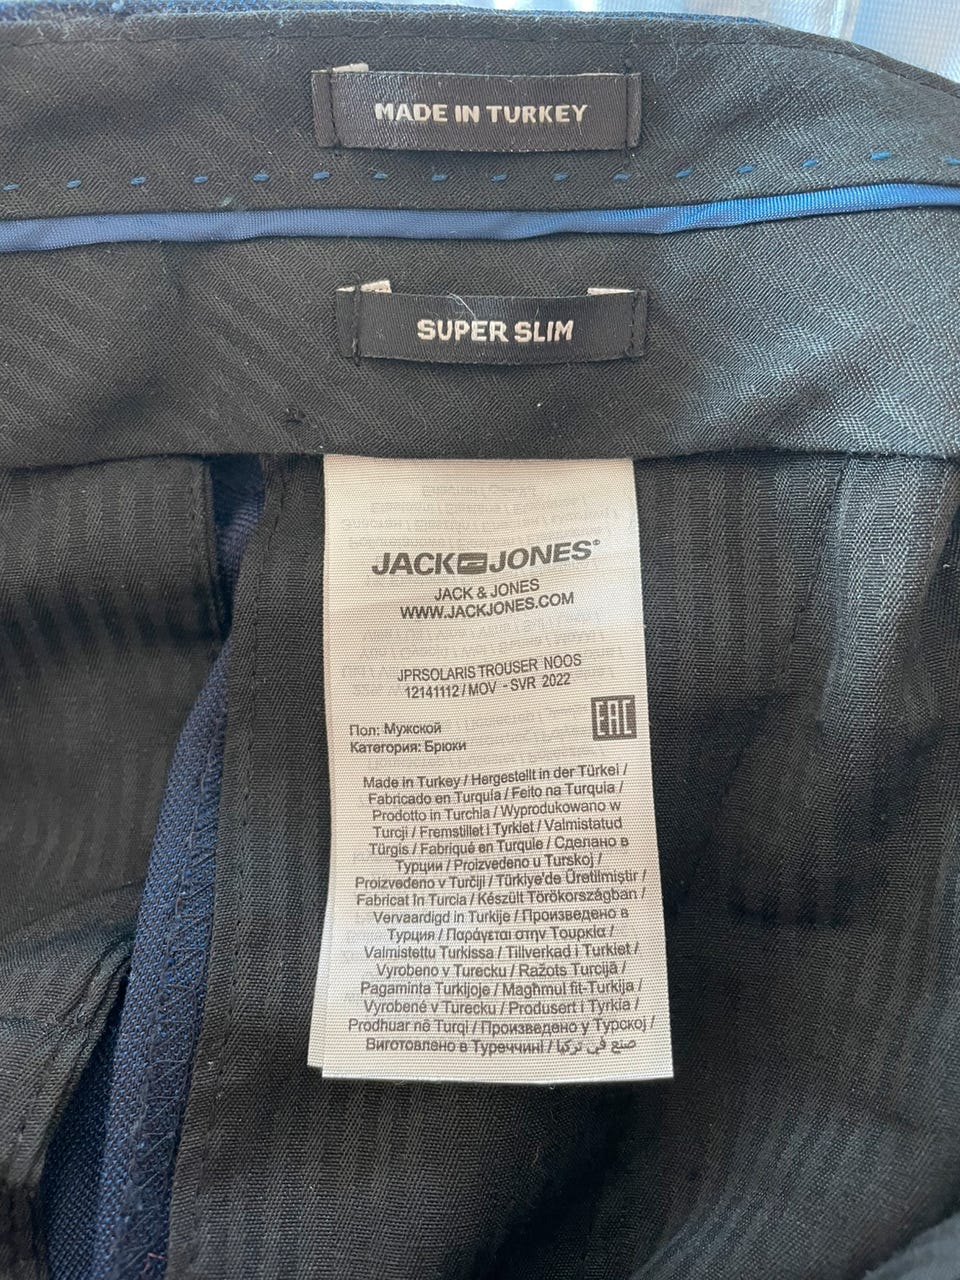 MADE IN TURKEY
SUPER SLIM
JACK JONES®
JACK & JONES
WWW.JACKJONES.COM
JPRSOLARIS TROUSER NOOS
12141112 / MOV - SVR 2022
EAC
Пол: Мужской
Категория: Брюки
Made in Turkey / Hergestellt in der Türkei /
Fabricado en Turquía / Feito na Turquia /
Prodotto in Turchia / Wyprodukowano w
Turcji / Fremstillet i Tyrkiet / Valmistatud
Türgis / Fabriqué en Turquie / Сделано в
Турции / Proizvedeno u Turskoj /
Proizvedeno v Turčiji / Türkiye'de Üretilmiştir /
Fabricat în Turcia / Készült Törökországban /
Vervaardigd in Turkije / Произведено в
Турция / Παράγεται στην Τουρκία /
Valmistettu Turkissa / Tillverkad i Turkiet /
Vyrobeno v Turecku / Ražots Turcijā /
Pagaminta Turkijoje / Magħmul fit-Turkija /
Vyrobené v Turecku / Produsert i Tyrkia /
Prodhuar në Turqi / Произведено у Турској /
Виготовлено в Туреччині / صنع في تركيا